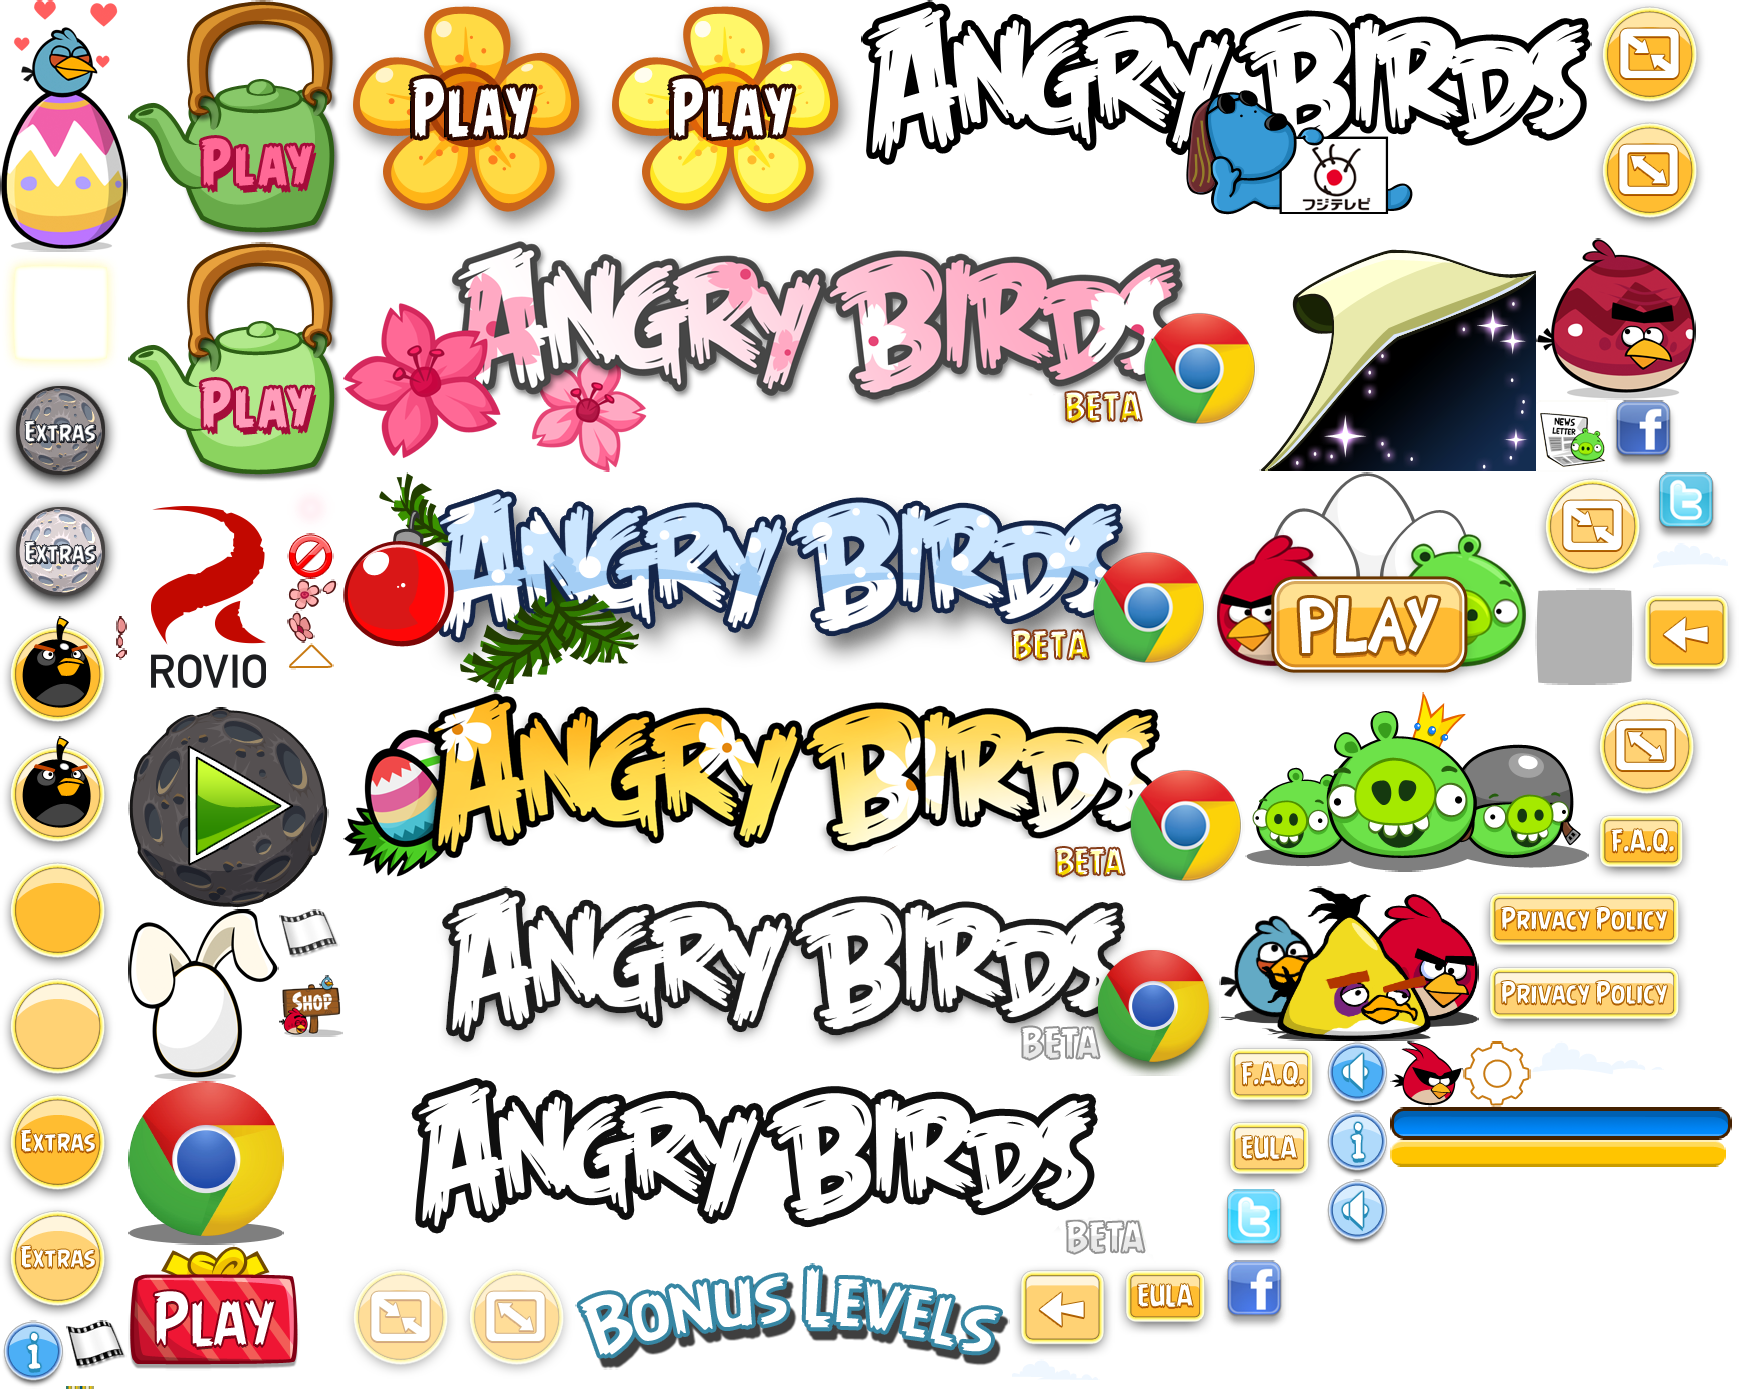 PLAY
PLAY
PLAY
ANGRY BIRDS
フジテレビ
PLAY
ANGRY BIRDS
BETA
NEWS
LETTER
f
EXTRAS
EXTRAS
ROVIO
ANGRY BIRDS
BETA
PLAY
t
ANGRY BIRDS
BETA
F.A.Q.
SHOP
ANGRY BIRDS
BETA
PRIVACY POLICY
PRIVACY POLICY
F.A.Q.
EXTRAS
ANGRY BIRDS
BETA
EULA
i
t
EXTRAS
PLAY
BONUS LEVELS
EULA
f
i